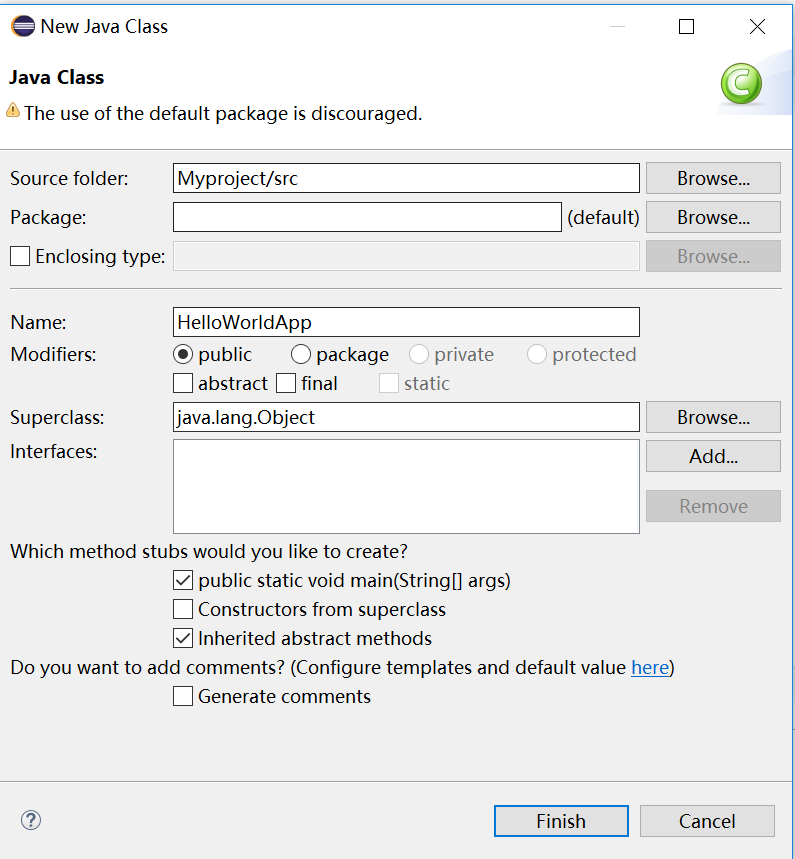 New Java Class
Java Class
The use of the default package is discouraged.
Source folder: Myproject/src Browse...
Package: (default) Browse...
Enclosing type: Browse...
Name: HelloWorldApp
Modifiers: public package private protected
abstract final static
Superclass: java.lang.Object Browse...
Interfaces: Add...
Remove
Which method stubs would you like to create?
public static void main(String[] args)
Constructors from superclass
Inherited abstract methods
Do you want to add comments? (Configure templates and default value here)
Generate comments
? Finish Cancel